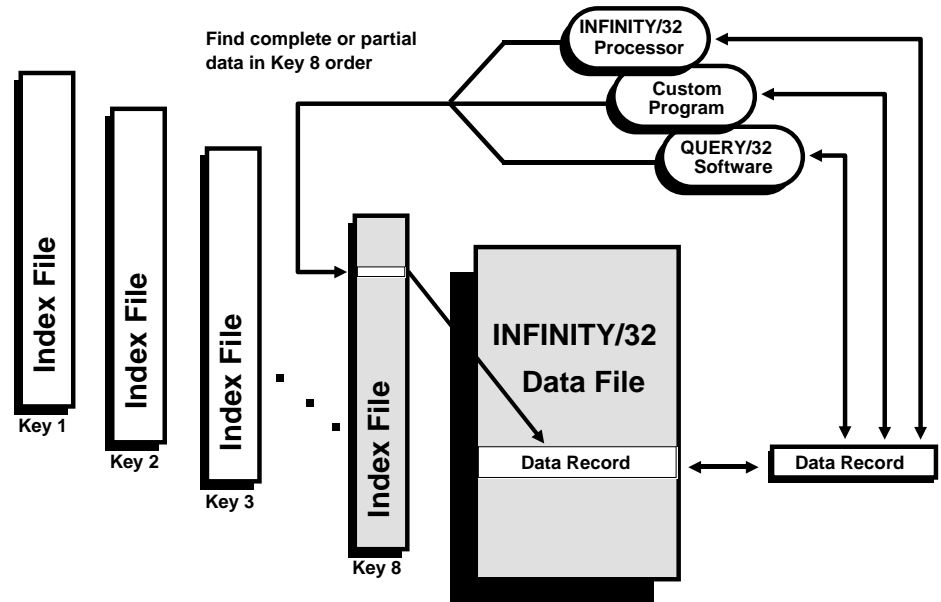 Find complete or partial
data in Key 8 order
INFINITY/32
Processor
Custom
Program
QUERY/32
Software
Index File
Key 1
Index File
Key 2
Index File
Key 3
Index File
Key 8
INFINITY/32
Data File
Data Record
Data Record